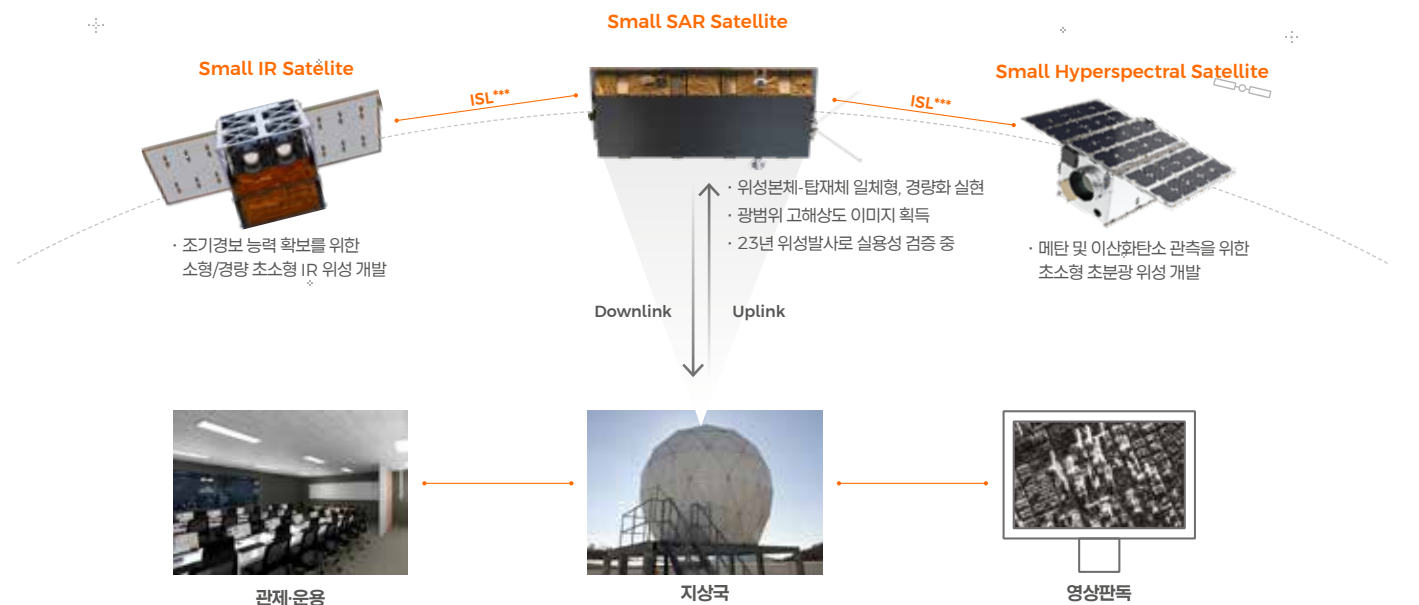 Small SAR Satellite
Small IR Satelite
Small Hyperspectral Satellite
ISL***
ISL***
· 위성본체-탑재체 일체형, 경량화 실현
· 광범위 고해상도 이미지 획득
· 23년 위성발사로 실용성 검증 중
· 조기경보 능력 확보를 위한
소형/경량 초소형 IR 위성 개발
· 메탄 및 이산화탄소 관측을 위한
초소형 초분광 위성 개발
Downlink
Uplink
관제·운용
지상국
영상판독